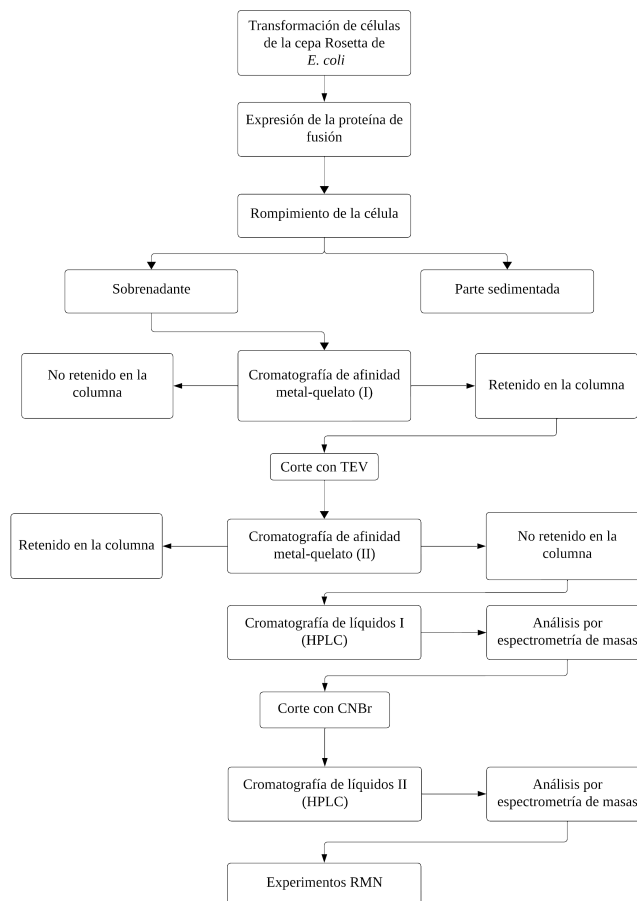 Transformación de células
de la cepa Rosetta de
E. coli
Expresión de la proteína de
fusión
Rompimiento de la célula
Sobrenadante
Parte sedimentada
No retenido en la
columna
Cromatografía de afinidad
metal-quelato (I)
Retenido en la columna
Corte con TEV
Retenido en la columna
Cromatografía de afinidad
metal-quelato (II)
No retenido en la
columna
Cromatografía de líquidos I
(HPLC)
Análisis por
espectrometría de masas
Corte con CNBr
Cromatografía de líquidos II
(HPLC)
Análisis por
espectrometría de masas
Experimentos RMN